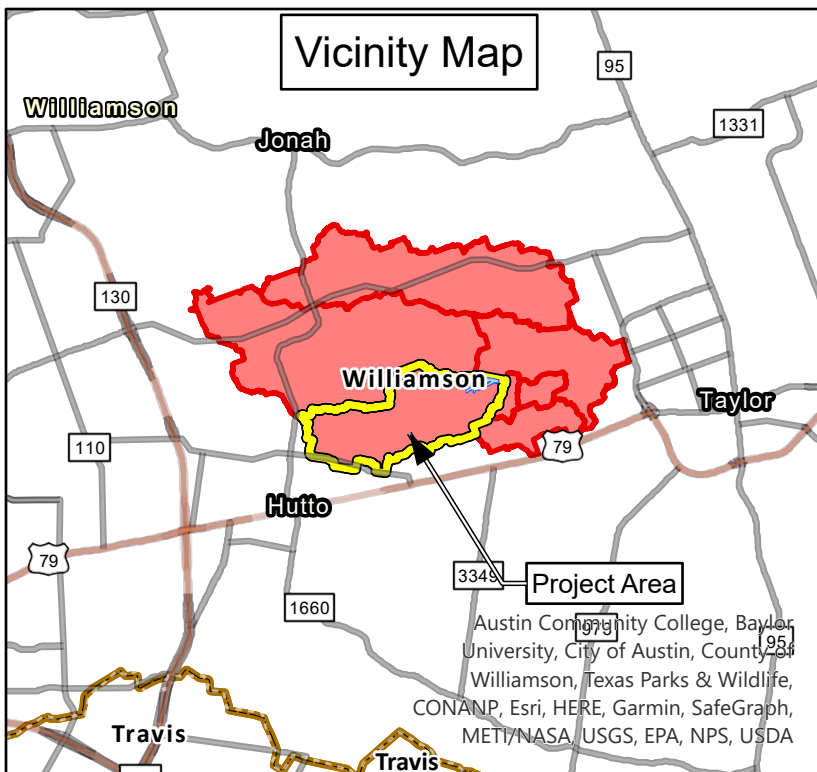 Vicinity Map
95
Williamson
1331
Jonah
130
Williamson
Taylor
110
79
Hutto
79
3349
Project Area
1660
Austin Community College, Baylor
979
University, City of Austin, County of
95
Williamson, Texas Parks & Wildlife,
CONANP, Esri, HERE, Garmin, SafeGraph,
METI/NASA, USGS, EPA, NPS, USDA
Travis
Travis